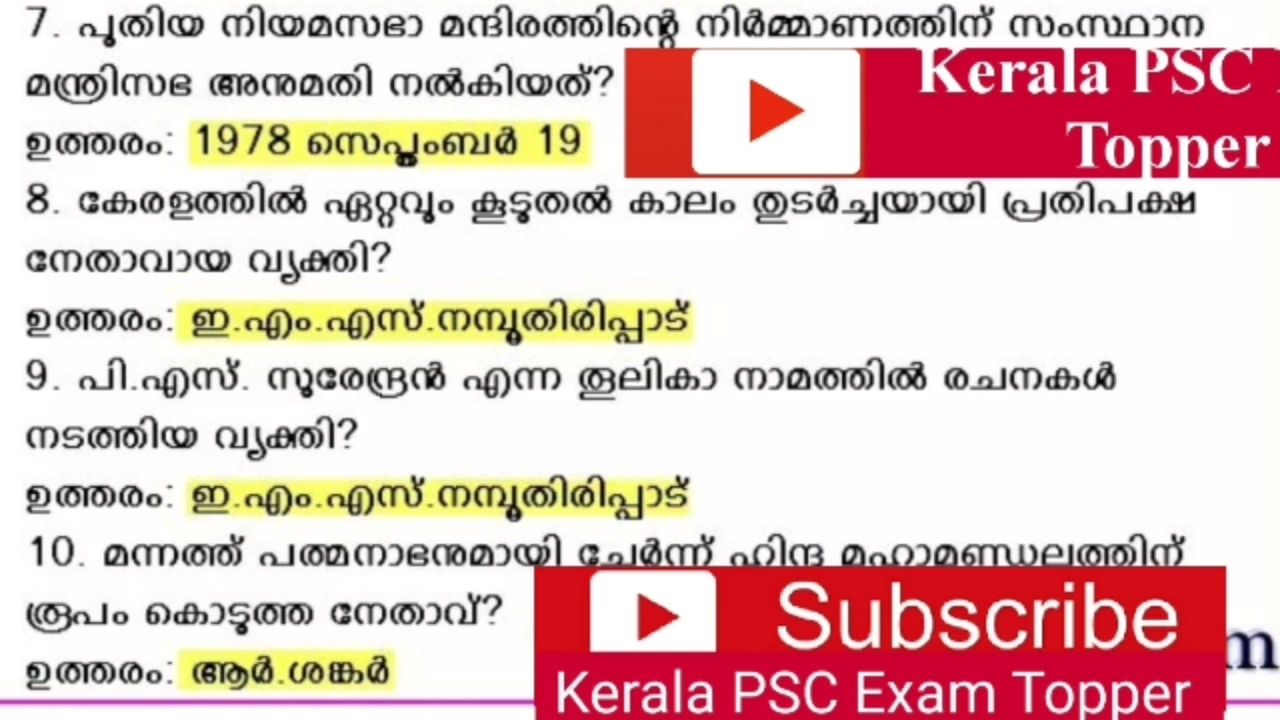 7. പുതിയ നിയമസഭാ മന്ദിരത്തിന്റെ നിർമ്മാണത്തിന് സംസ്ഥാന
മന്ത്രിസഭ അനുമതി നൽകിയത്?
Kerala PSC
Topper
ഉത്തരം: 1978 സെപ്റ്റംബർ 19
8. കേരളത്തിൽ ഏറ്റവും കൂടുതൽ കാലം തുടർച്ചയായി പ്രതിപക്ഷ
നേതാവായ വ്യക്തി?
ഉത്തരം: ഇ.എം.എസ്.നമ്പൂതിരിപ്പാട്
9. പി.എസ്. സുരേന്ദ്രൻ എന്ന തൂലികാ നാമത്തിൽ രചനകൾ
നടത്തിയ വ്യക്തി?
ഉത്തരം: ഇ.എം.എസ്.നമ്പൂതിരിപ്പാട്
10. മന്നത്ത് പത്മനാഭനുമായി ചേർന്ന് ഹിന്ദു മഹാമണ്ഡലത്തിന്
രൂപം കൊടുത്ത നേതാവ്?
ഉത്തരം: ആർ.ശങ്കർ
Subscribe
Kerala PSC Exam Topper